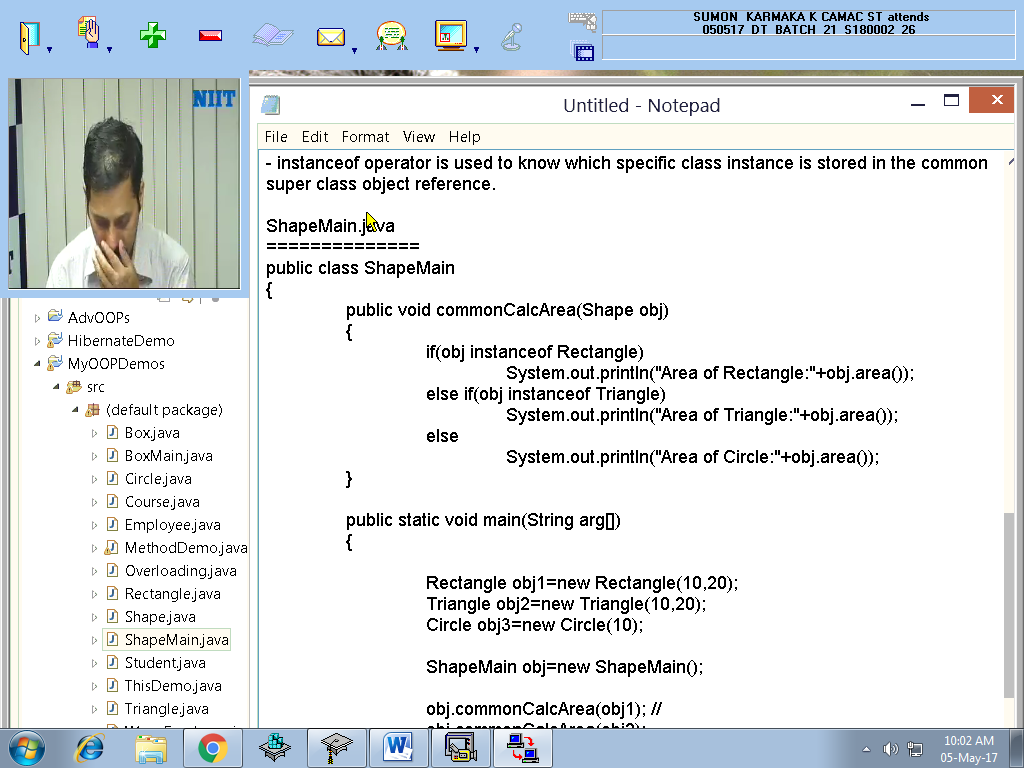 SUMON KARMAKA K CAMAC ST attends
050517_DT_BATCH_21_S180002_26
NIIT
Untitled - Notepad
File Edit Format View Help
- instanceof operator is used to know which specific class instance is stored in the common
super class object reference.
ShapeMain.java
==============
public class ShapeMain
{
public void commonCalcArea(Shape obj)
{
if(obj instanceof Rectangle)
System.out.println("Area of Rectangle:"+obj.area());
else if(obj instanceof Triangle)
System.out.println("Area of Triangle:"+obj.area());
else
System.out.println("Area of Circle:"+obj.area());
}
public static void main(String arg[])
{
Rectangle obj1=new Rectangle(10,20);
Triangle obj2=new Triangle(10,20);
Circle obj3=new Circle(10);
ShapeMain obj=new ShapeMain();
obj.commonCalcArea(obj1); //
obj.commonCalcArea(obj2);
AdvOOPs
HibernateDemo
MyOOPDemos
src
(default package)
Box.java
BoxMain.java
Circle.java
Course.java
Employee.java
MethodDemo.java
Overloading.java
Rectangle.java
Shape.java
ShapeMain.java
Student.java
ThisDemo.java
Triangle.java
10:02 AM
05-May-17